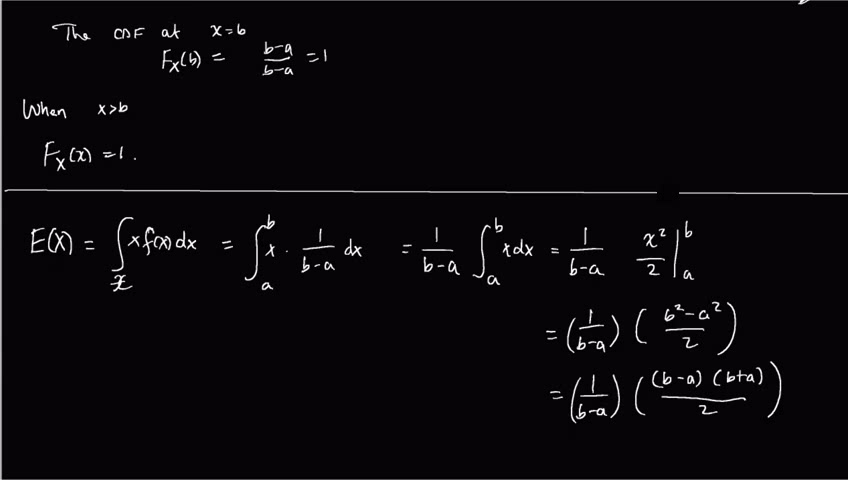 The CDF at x=b
F_X(b) = \frac{b-a}{b-a} = 1
When x>b
F_X(x) = 1.
E(X) = \int_{\mathcal{X}} x f(x) dx = \int_a^b x \cdot \frac{1}{b-a} dx = \frac{1}{b-a} \int_a^b x dx = \frac{1}{b-a} \frac{x^2}{2} \Big|_a^b
= \left(\frac{1}{b-a}\right) \left(\frac{b^2-a^2}{2}\right)
= \left(\frac{1}{b-a}\right) \left(\frac{(b-a)(b+a)}{2}\right)